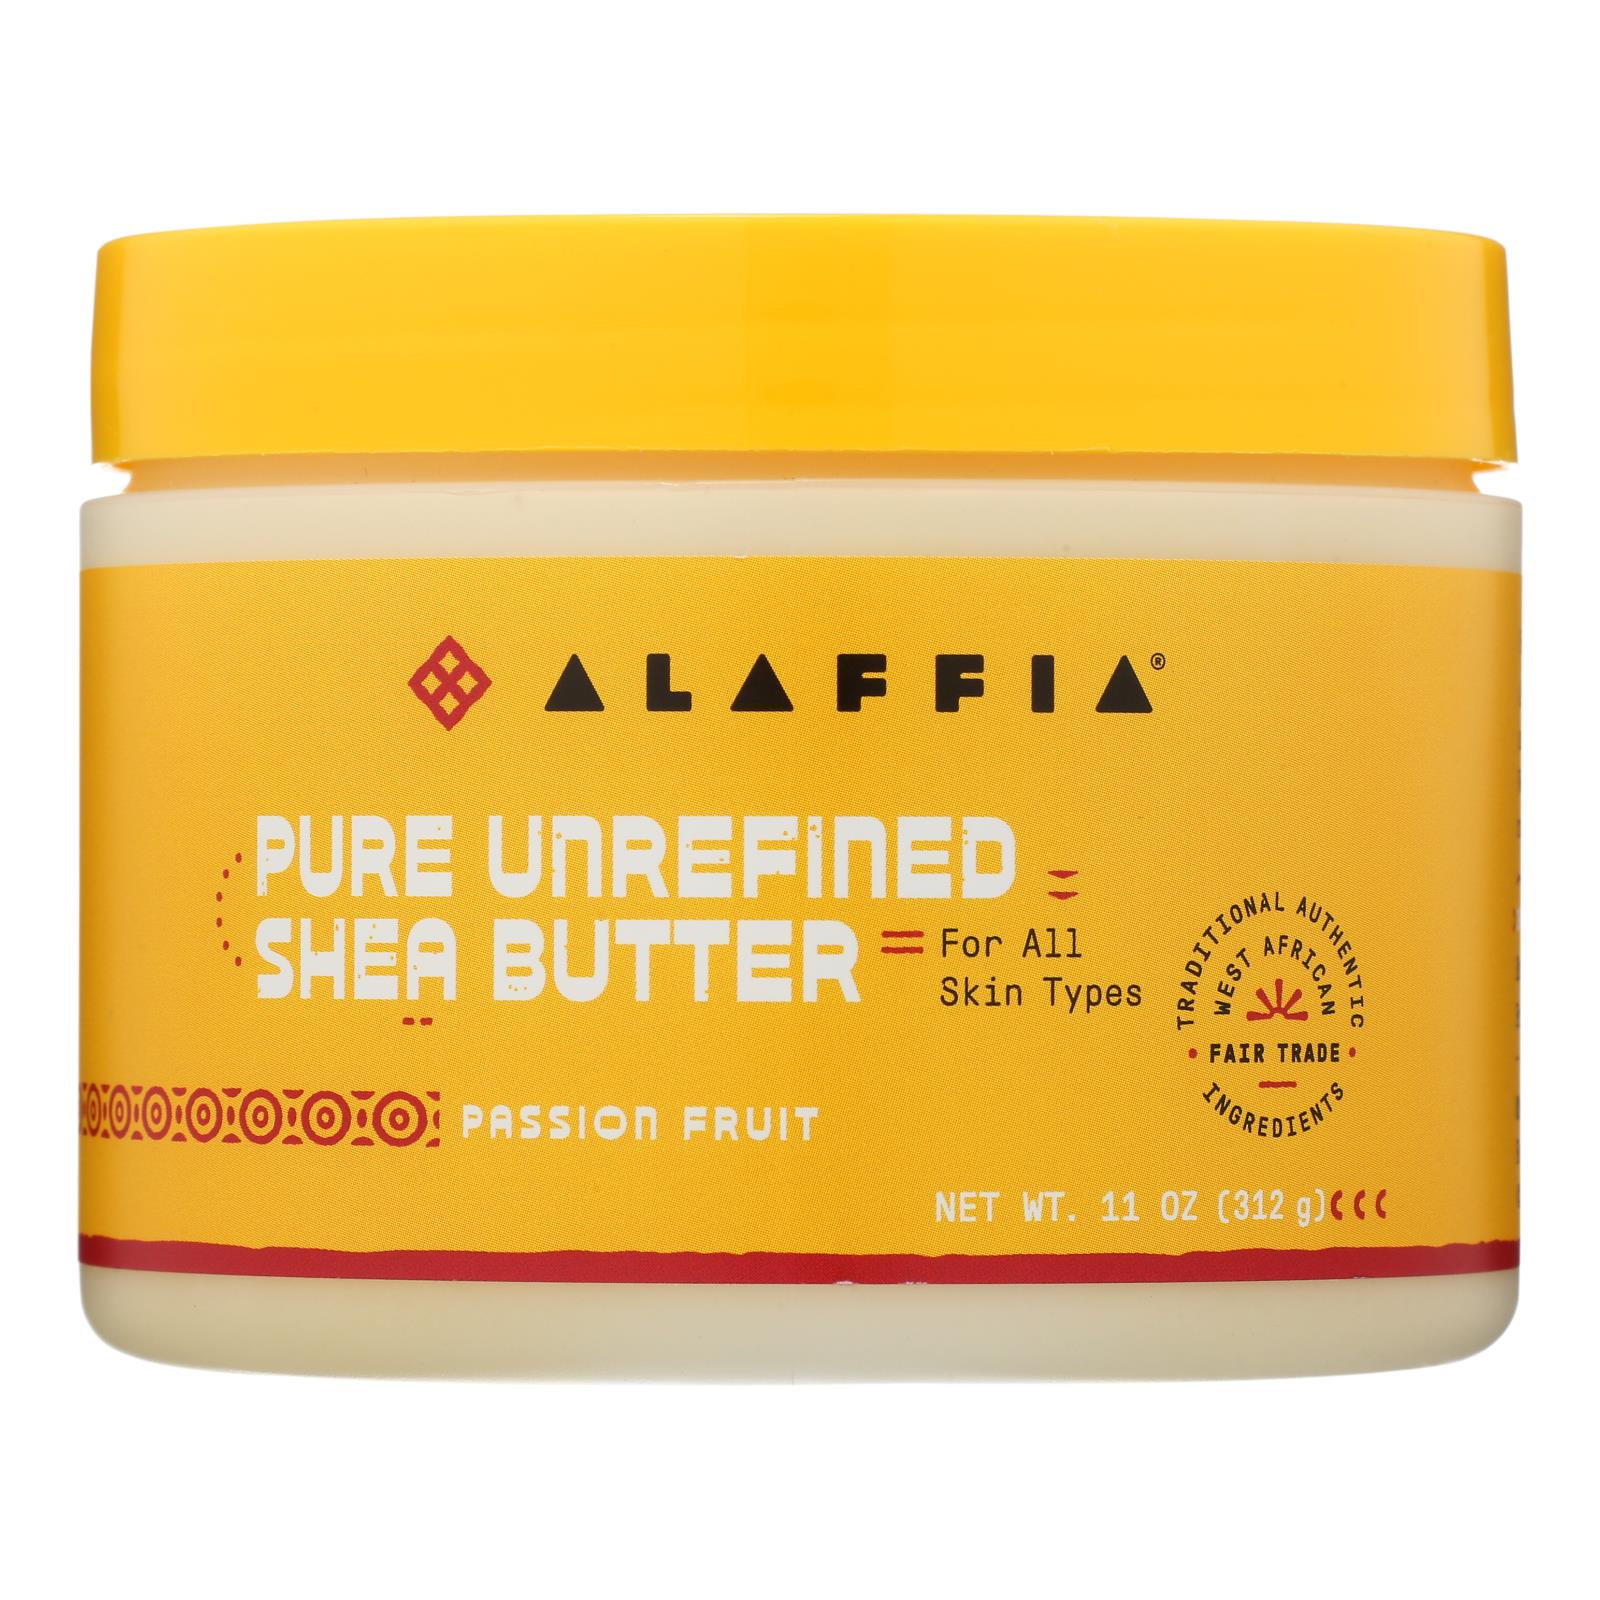 ALAFFIA®
PURE UNREFINED
SHEA BUTTER
For All
Skin Types
TRADITIONAL AUTHENTIC
WEST AFRICAN
• FAIR TRADE •
INGREDIENTS
PASSION FRUIT
NET WT. 11 OZ (312 g)